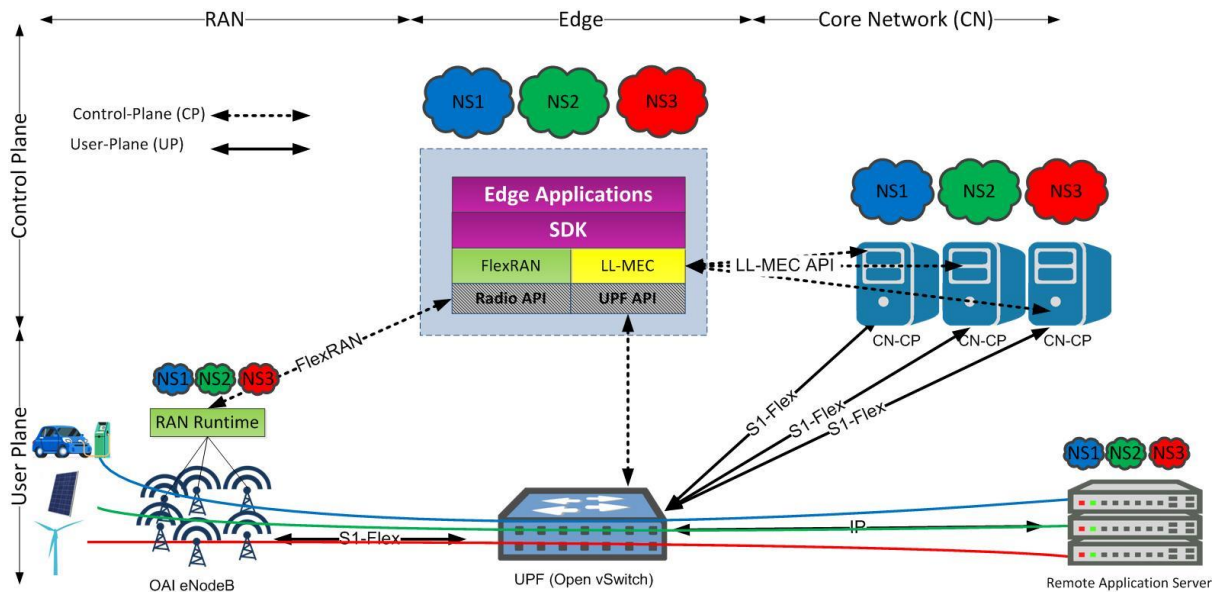 RAN
Edge
Core Network (CN)
Control Plane
User Plane
Control-Plane (CP)
User-Plane (UP)
NS1
NS2
NS3
Edge Applications
SDK
FlexRAN
LL-MEC
Radio API
UPF API
LL-MEC API
NS1
NS2
NS3
CN-CP
CN-CP
CN-CP
FlexRAN
NS1
NS2
NS3
RAN Runtime
S1-Flex
S1-Flex
S1-Flex
NS1
NS2
NS3
S1-Flex
IP
OAI eNodeB
UPF (Open vSwitch)
Remote Application Server